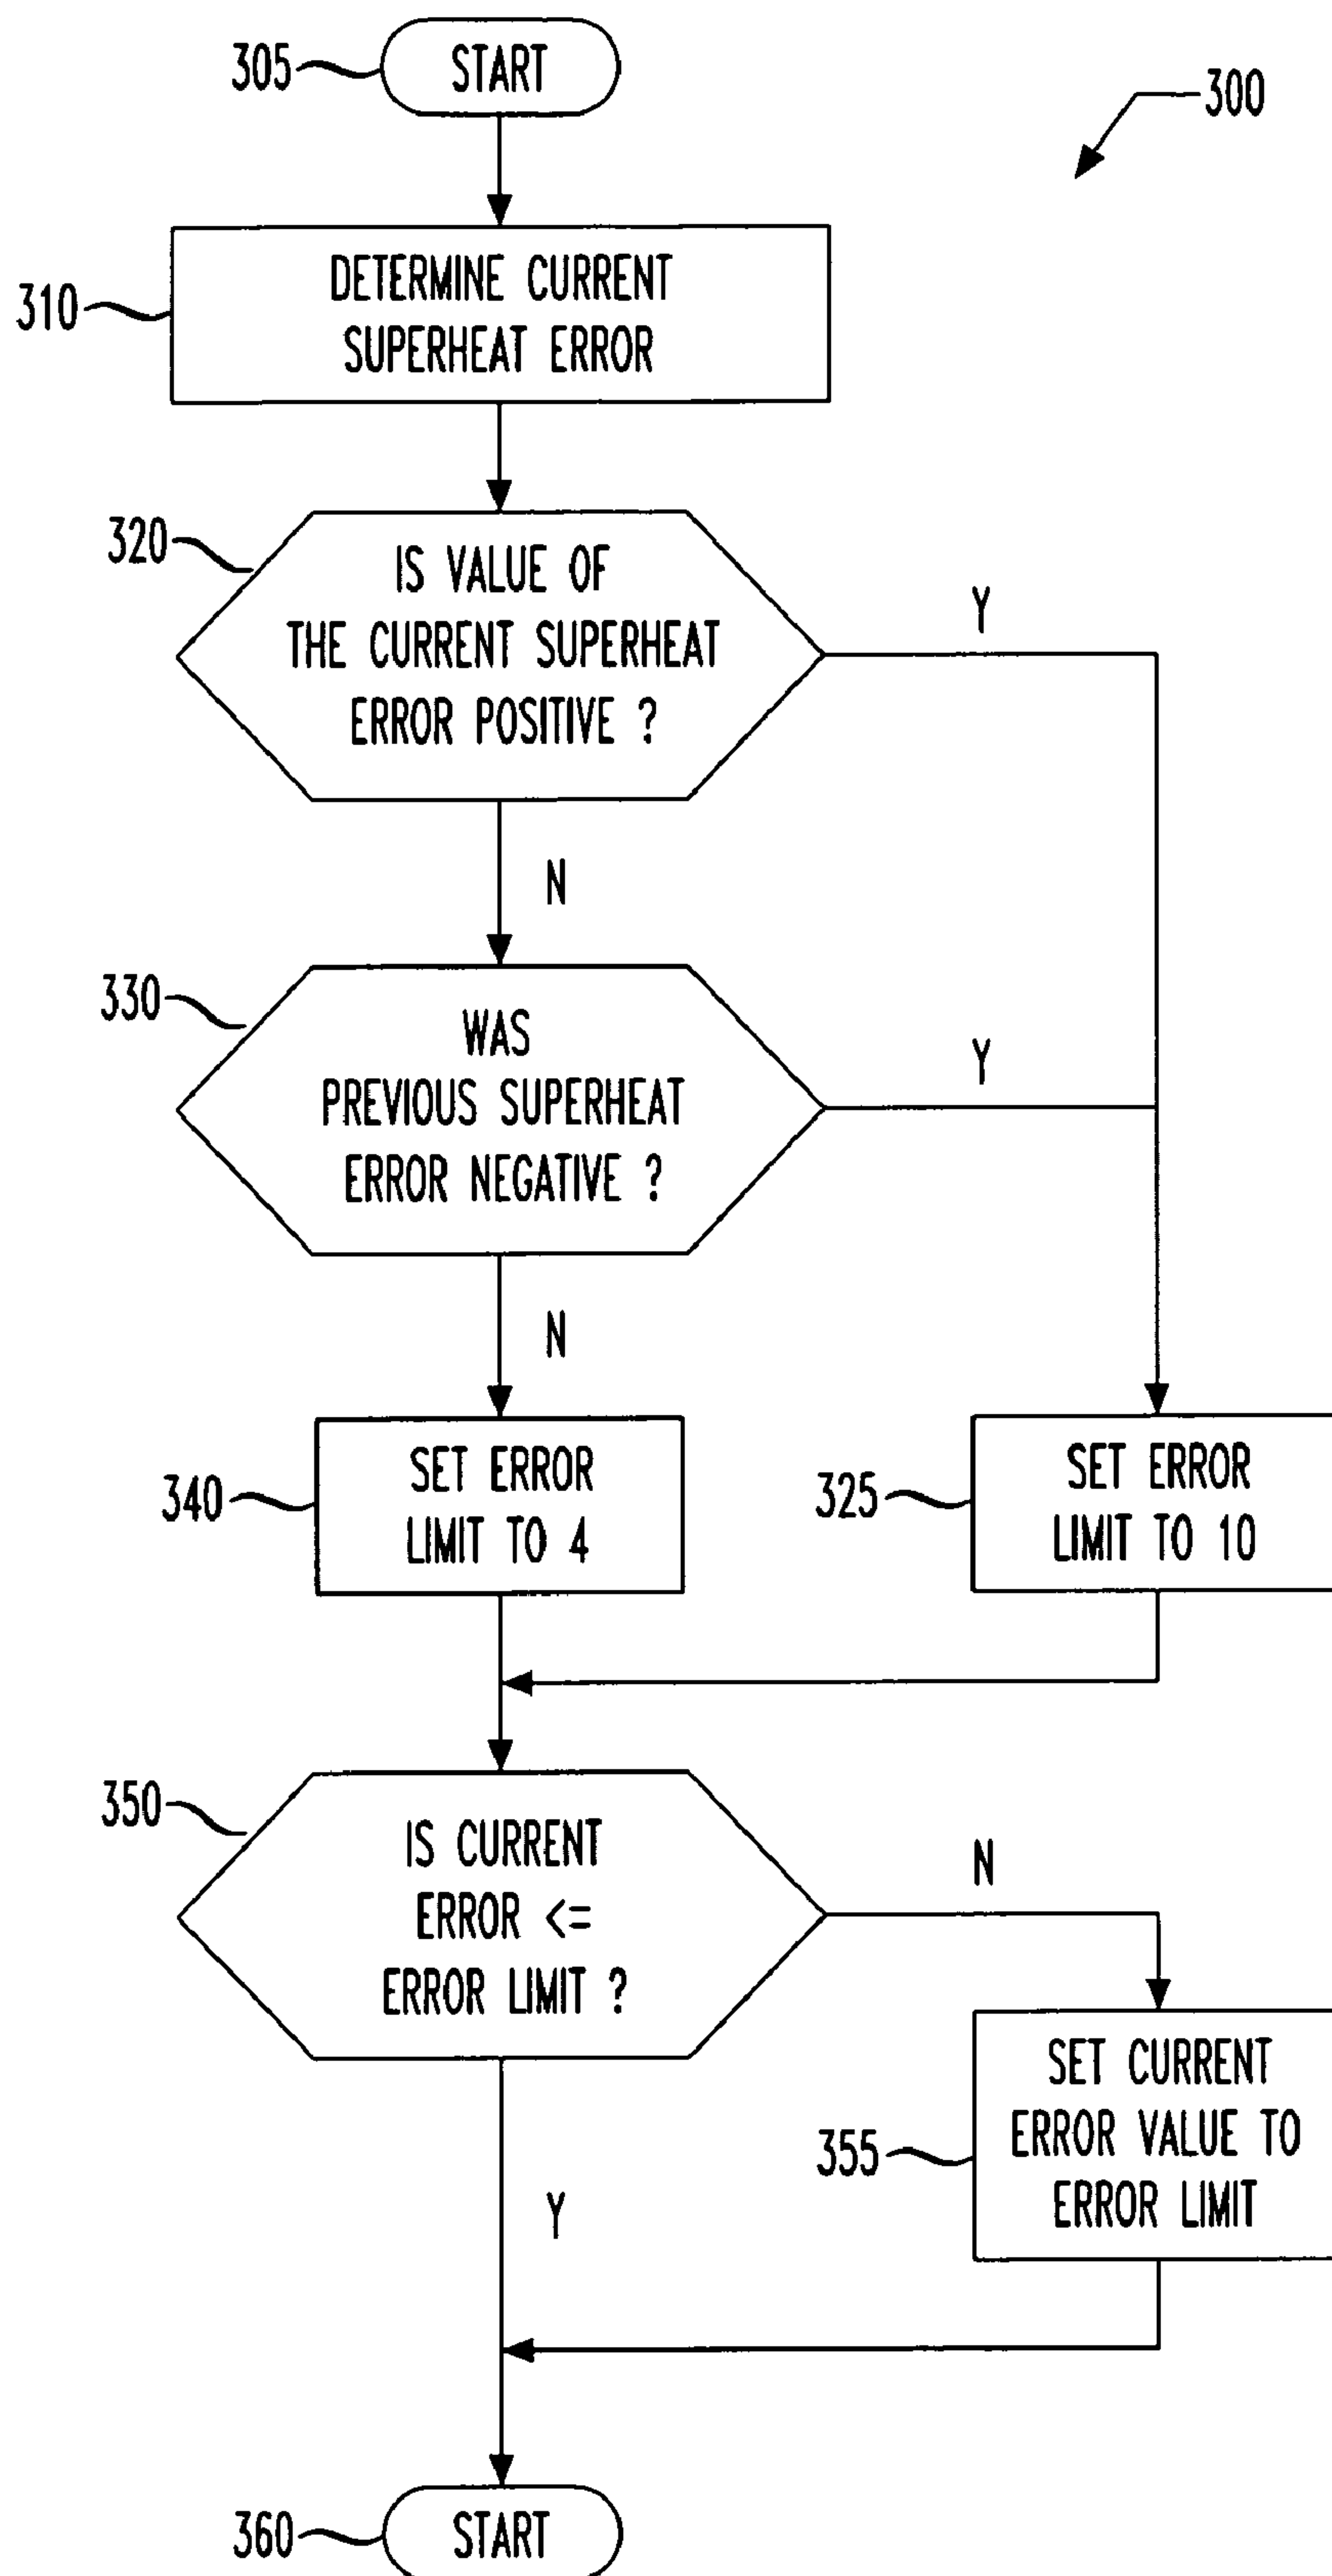 305
START
300
310
DETERMINE CURRENT
SUPERHEAT ERROR
320
IS VALUE OF
THE CURRENT SUPERHEAT
ERROR POSITIVE ?
Y
N
330
WAS
PREVIOUS SUPERHEAT
ERROR NEGATIVE ?
Y
N
340
SET ERROR
LIMIT TO 4
325
SET ERROR
LIMIT TO 10
350
IS CURRENT
ERROR <=
ERROR LIMIT ?
N
Y
355
SET CURRENT
ERROR VALUE TO
ERROR LIMIT
360
START